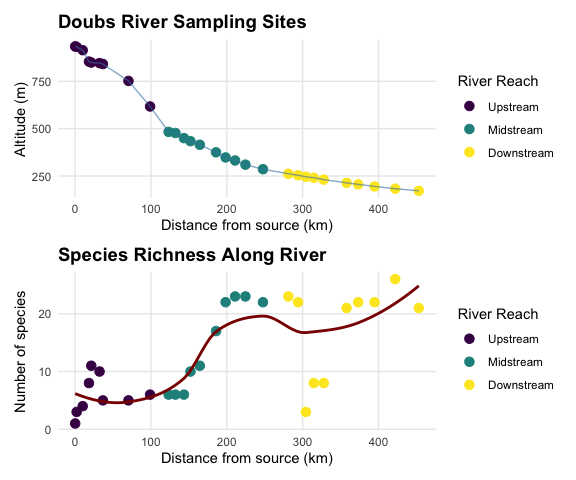 Doubs River Sampling Sites
Altitude (m)
750
500
250
0 100 200 300 400
Distance from source (km)
River Reach
Upstream
Midstream
Downstream
Species Richness Along River
Number of species
20
10
0
0 100 200 300 400
Distance from source (km)
River Reach
Upstream
Midstream
Downstream